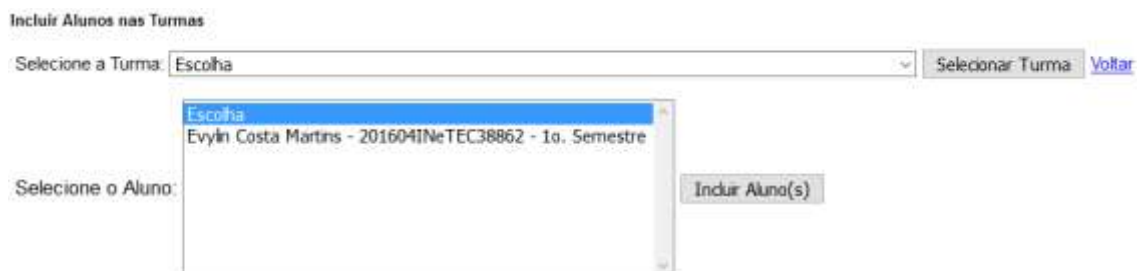 Incluir Alunos nas Turmas
Selecione a Turma: Escolha Selecionar Turma Voltar
Escolha
Evylin Costa Martins - 201604INeTEC38862 - 1o. Semestre
Selecione o Aluno: Incluir Aluno(s)